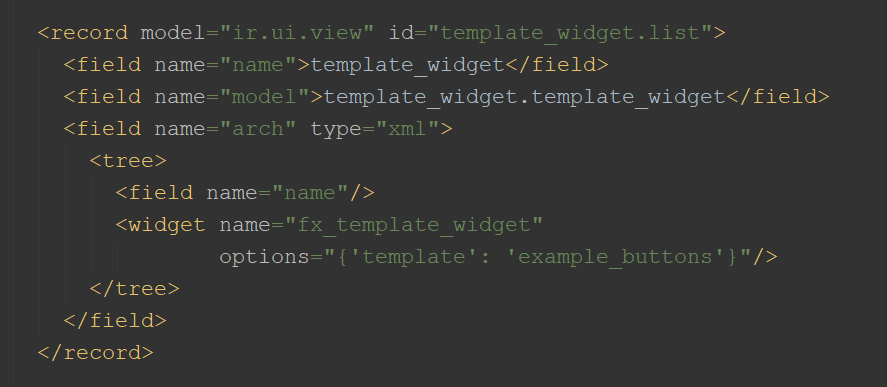 <record model="ir.ui.view" id="template_widget.list">
  <field name="name">template_widget</field>
  <field name="model">template_widget.template_widget</field>
  <field name="arch" type="xml">
    <tree>
      <field name="name"/>
      <widget name="fx_template_widget"
              options="{'template': 'example_buttons'}"/>
    </tree>
  </field>
</record>